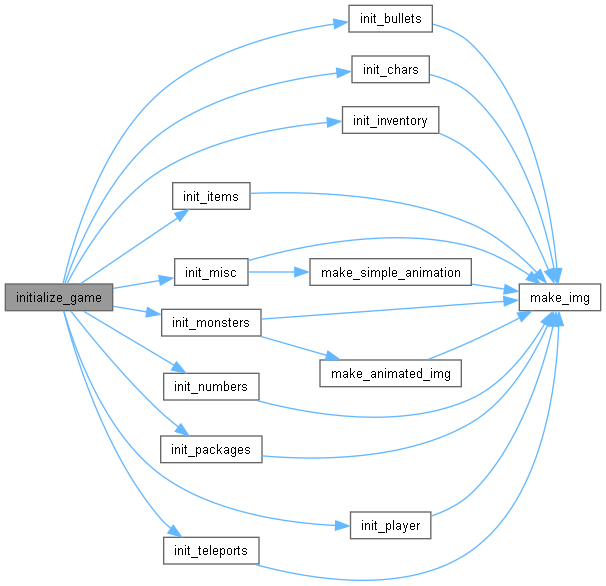 init_bullets
init_chars
init_inventory
init_items
init_misc
make_simple_animation
initialize_game
make_img
init_monsters
make_animated_img
init_numbers
init_packages
init_player
init_teleports